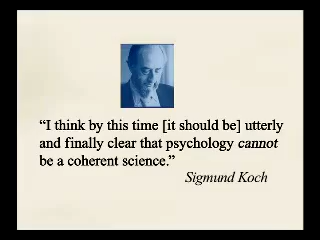 “I think by this time [it should be] utterly
and finally clear that psychology cannot
be a coherent science.”
Sigmund Koch